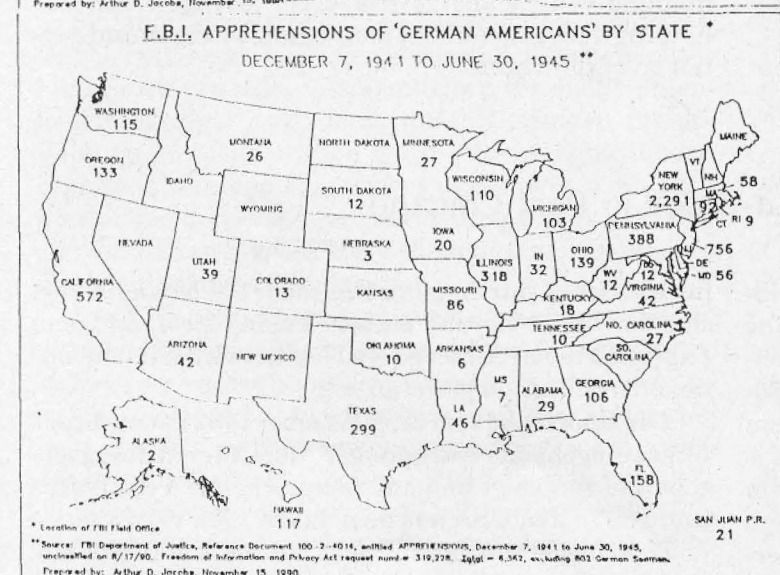 Prepared by: Arthur D. Jacobs, November 15, 1990
F.B.I. APPREHENSIONS OF 'GERMAN AMERICANS' BY STATE *
DECEMBER 7, 1941 TO JUNE 30, 1945 **
WASHINGTON
115
MONTANA
26
NORTH DAKOTA
MINNESOTA
27
MAINE
OREGON
133
IDAHO
WYOMING
SOUTH DAKOTA
12
WISCONSIN
110
MICHIGAN
103
NEW
YORK
2,291
VT
NH
MA
92
58
CT
RI 9
PENNSYLVANIA
388
NEVADA
UTAH
39
COLORADO
13
NEBRASKA
3
IOWA
20
ILLINOIS
318
IN
32
OHIO
139
NJ
756
DE
MD 56
WV
12
DC
12
VIRGINIA
42
CALIFORNIA
572
KANSAS
MISSOURI
86
KENTUCKY
18
ARIZONA
42
NEW MEXICO
OKLAHOMA
10
ARKANSAS
6
TENNESSEE
10
NO. CAROLINA
27
SO.
CAROLINA
TEXAS
299
LA
46
MS
7
ALABAMA
29
GEORGIA
106
FL
158
ALASKA
2
HAWAII
117
SAN JUAN P.R.
21
* Location of FBI Field Office
** Source: FBI Department of Justice, Reference Document 100-2-4014, entitled APPREHENSIONS, December 7, 1941 to June 30, 1945,
unclassified on 8/17/90. Freedom of Information and Privacy Act request number 319,228. Total = 6,362, excluding 802 German Seamen.
Prepared by: Arthur D. Jacobs, November 15, 1990